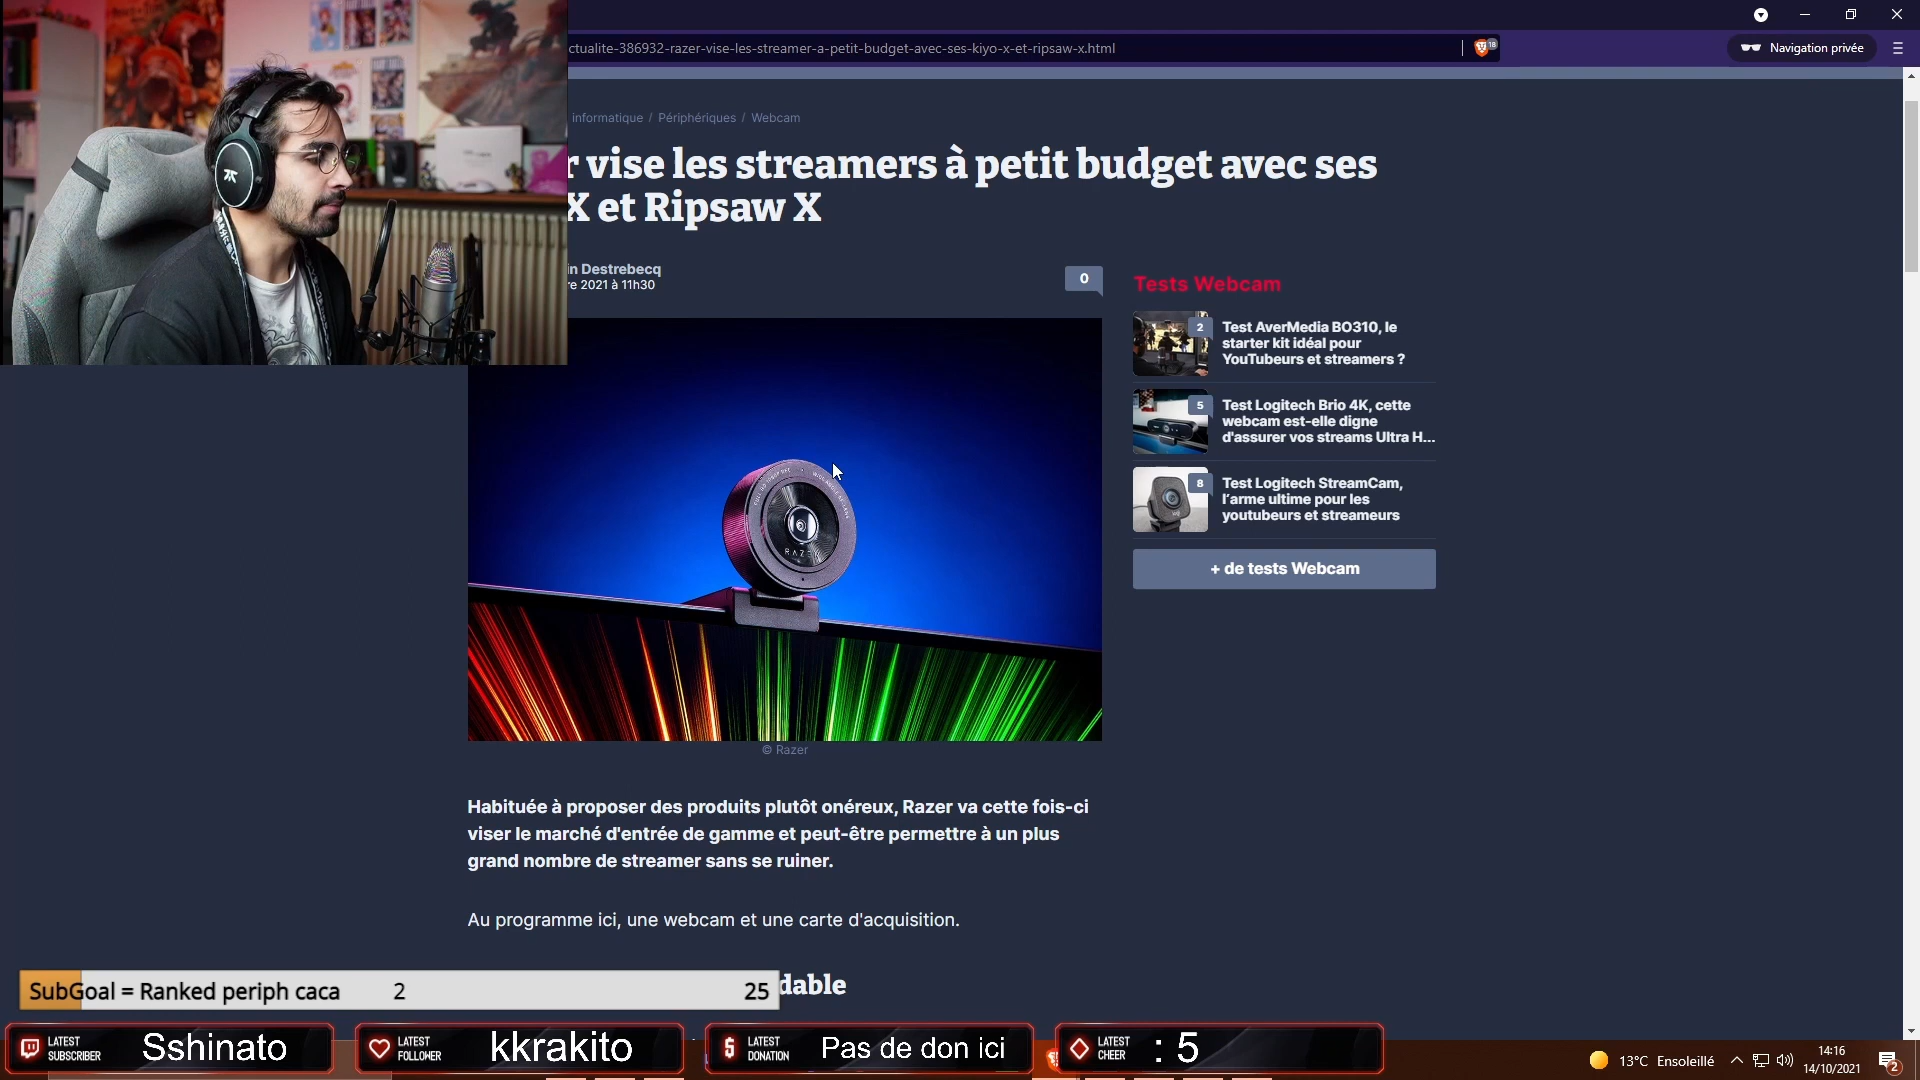 ctualite-386932-razer-vise-les-streamer-a-petit-budget-avec-ses-kiyo-x-et-ripsaw-x.html
18
Navigation privée
informatique / Périphériques / Webcam
r vise les streamers à petit budget avec ses
X et Ripsaw X
in Destrebecq
re 2021 à 11h30
0
Tests Webcam
2
Test AverMedia BO310, le
starter kit idéal pour
YouTubeurs et streamers ?
5
Test Logitech Brio 4K, cette
webcam est-elle digne
d'assurer vos streams Ultra H...
8
Test Logitech StreamCam,
l'arme ultime pour les
youtubeurs et streameurs
+ de tests Webcam
RAZER
© Razer
Habituée à proposer des produits plutôt onéreux, Razer va cette fois-ci
viser le marché d'entrée de gamme et peut-être permettre à un plus
grand nombre de streamer sans se ruiner.
Au programme ici, une webcam et une carte d'acquisition.
dable
SubGoal = Ranked periph caca 2 25
LATEST SUBSCRIBER Sshinato
LATEST FOLLOWER kkrakito
LATEST DONATION Pas de don ici
LATEST CHEER : 5
13°C Ensoleillé
14:16
14/10/2021
2